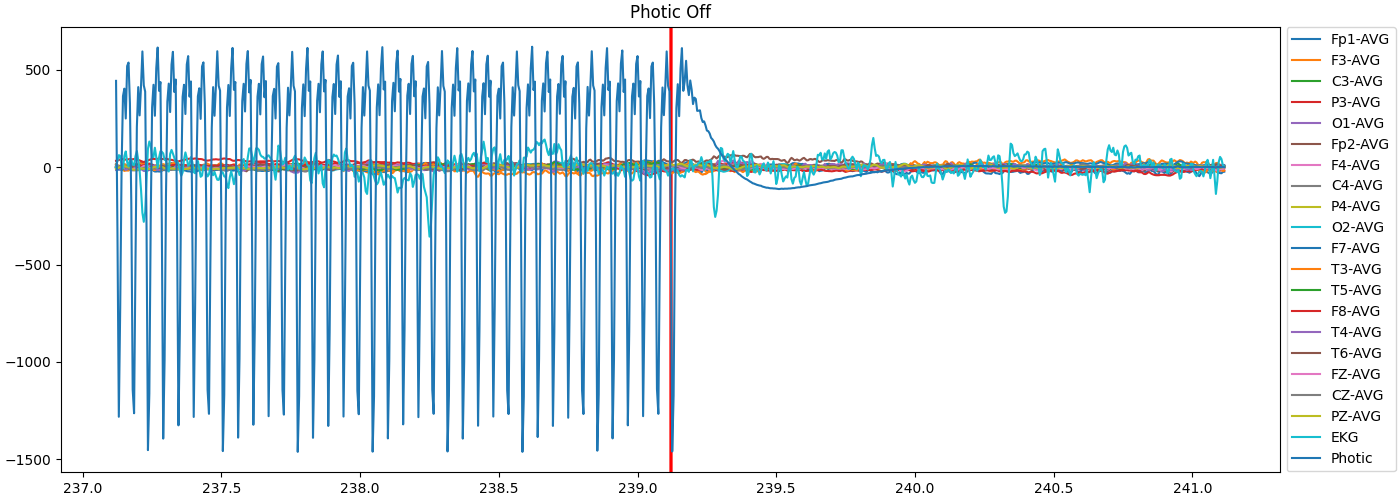 Photic Off
500
0
−500
−1000
−1500
237.0 237.5 238.0 238.5 239.0 239.5 240.0 240.5 241.0
Fp1-AVG
F3-AVG
C3-AVG
P3-AVG
O1-AVG
Fp2-AVG
F4-AVG
C4-AVG
P4-AVG
O2-AVG
F7-AVG
T3-AVG
T5-AVG
F8-AVG
T4-AVG
T6-AVG
FZ-AVG
CZ-AVG
PZ-AVG
EKG
Photic